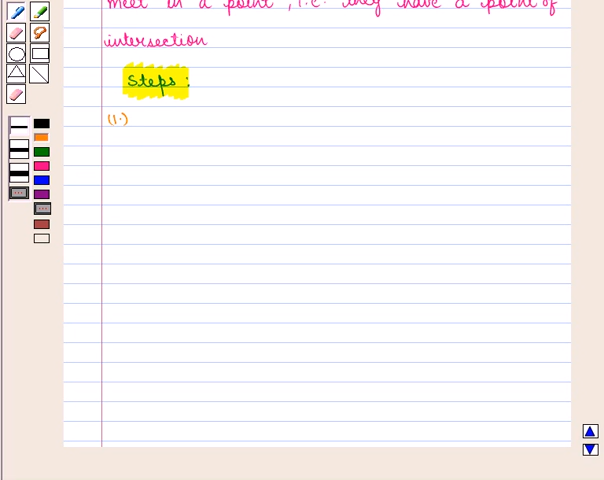 meet in a point, i.e. they have a point of
intersection
Steps:
(1.)